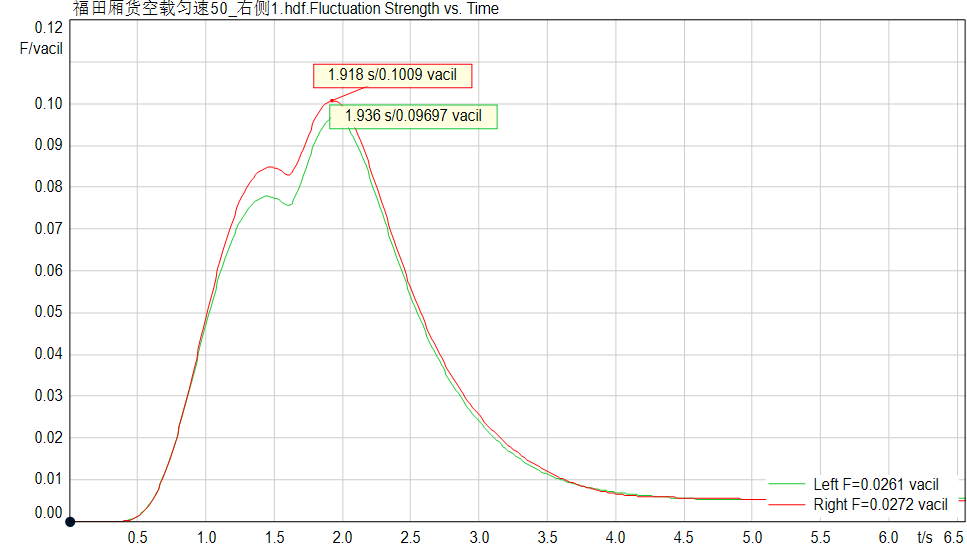 福田厢货空载匀速50_右侧1.hdf.Fluctuation Strength vs. Time
0.12
F/vacil
0.10
0.09
0.08
0.07
0.06
0.05
0.04
0.03
0.02
0.01
0.00
1.918 s/0.1009 vacil
1.936 s/0.09697 vacil
Left F=0.0261 vacil
Right F=0.0272 vacil
0.5 1.0 1.5 2.0 2.5 3.0 3.5 4.0 4.5 5.0 5.5 6.0 t/s 6.5